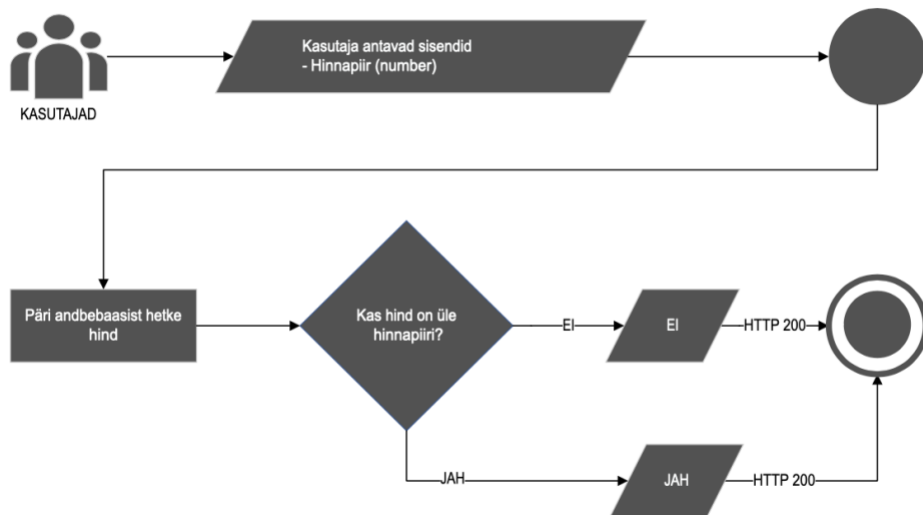 Kasutaja antavad sisendid
- Hinnapiir (number)
KASUTAJAD
Päri andbebaasist hetke
hind
Kas hind on üle
hinnapiiri?
EI
EI
HTTP 200
JAH
JAH
HTTP 200